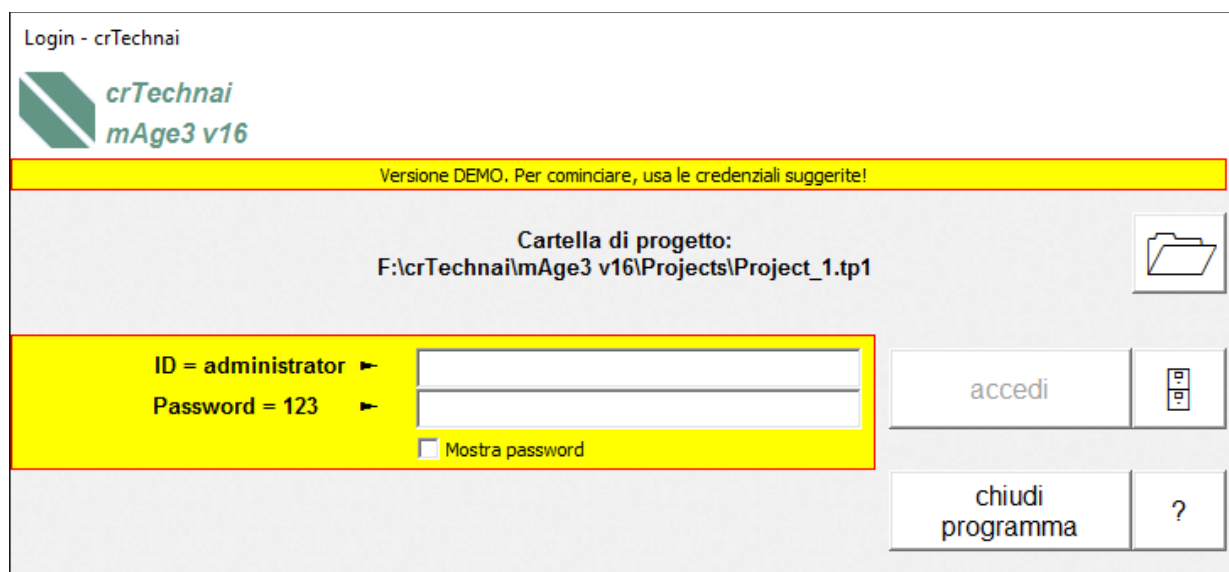 Login - crTechnai
crTechnai
mAge3 v16
Versione DEMO. Per cominciare, usa le credenziali suggerite!
Cartella di progetto:
F:\crTechnai\mAge3 v16\Projects\Project_1.tp1
ID = administrator
Password = 123
Mostra password
accedi
chiudi
programma
?